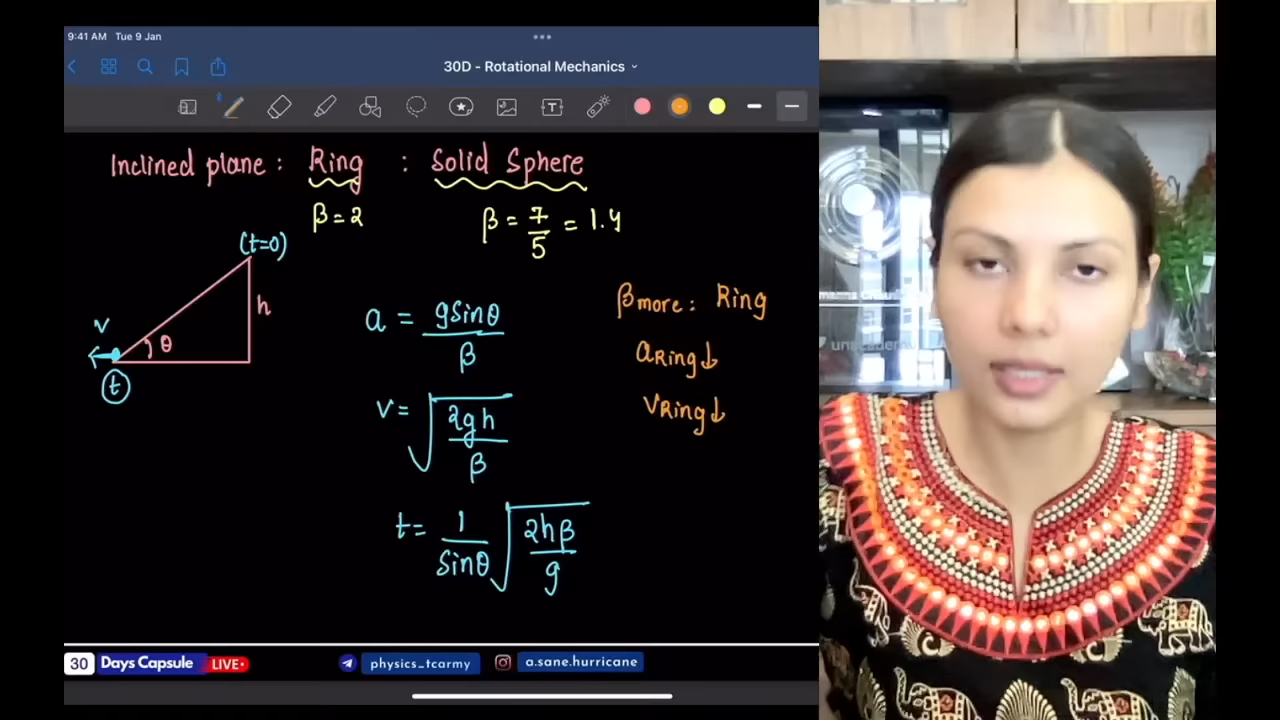 9:41 AM Tue 9 Jan
30D - Rotational Mechanics
T
Inclined plane : Ring : Solid Sphere
β = 2
β = 7/5 = 1.4
(t=0)
h
v
θ
t
a = gsinθ/β
v = √(2gh/β)
t = 1/sinθ √(2hβ/g)
βmore : Ring
aRing↓
vRing↓
30 Days Capsule LIVE
physics_tcarmy
a.sane.hurricane